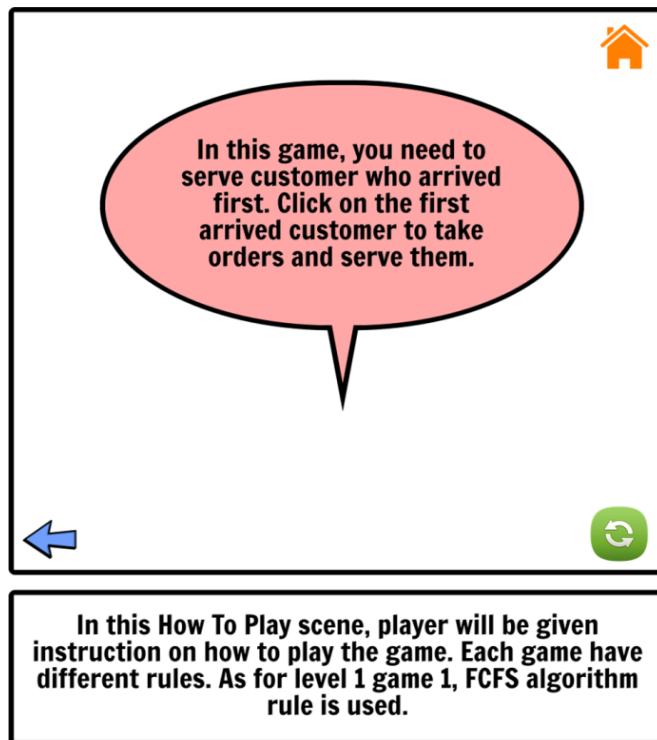 In this game, you need to
serve customer who arrived
first. Click on the first
arrived customer to take
orders and serve them.
In this How To Play scene, player will be given
instruction on how to play the game. Each game have
different rules. As for level 1 game 1, FCFS algorithm
rule is used.